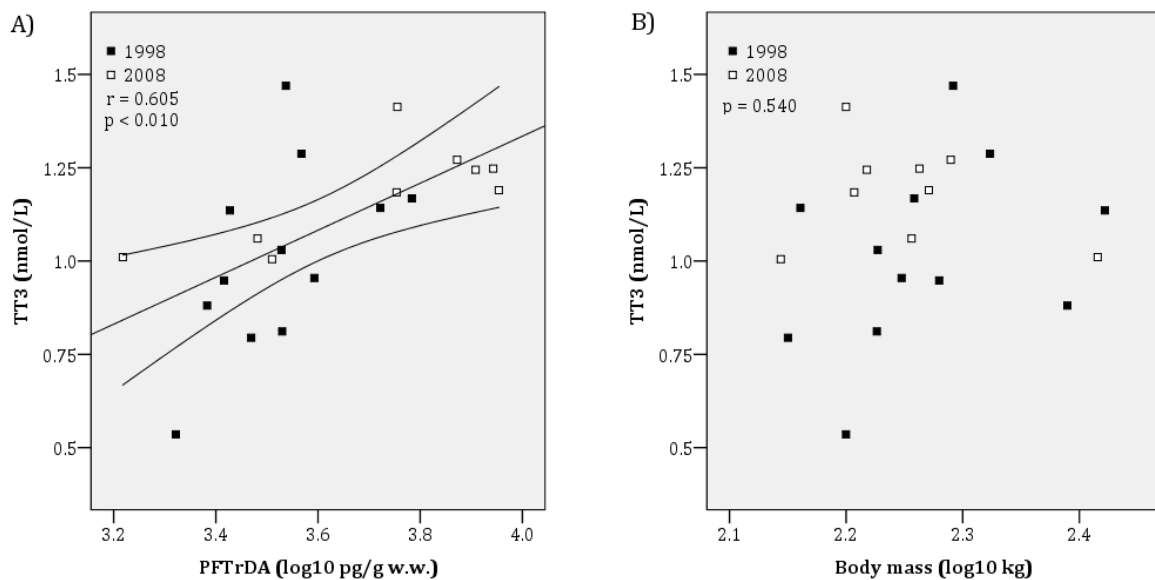 A)
1998
2008
r = 0.605
p < 0.010
1.5
1.25
1.0
0.75
0.5
TT3 (nmol/L)
3.2 3.4 3.6 3.8 4.0
PFTrDA (log10 pg/g w.w.)
B)
1998
2008
p = 0.540
1.5
1.25
1.0
0.75
0.5
TT3 (nmol/L)
2.1 2.2 2.3 2.4
Body mass (log10 kg)